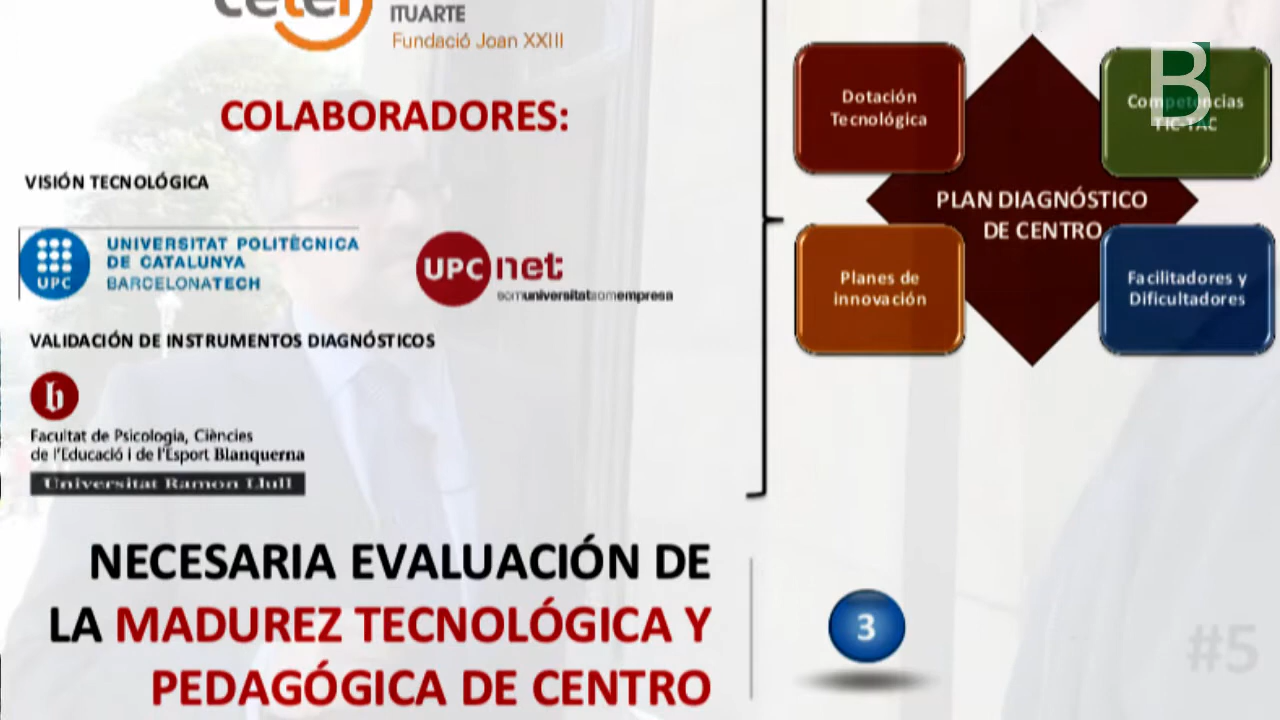 cetei
ITUARTE
Fundació Joan XXIII
COLABORADORES:
VISIÓN TECNOLÓGICA
UPC
UNIVERSITAT POLITÈCNICA
DE CATALUNYA
BARCELONATECH
UPCnet
somuniversitatsomempresa
VALIDACIÓN DE INSTRUMENTOS DIAGNÓSTICOS
b
Facultat de Psicologia, Ciències
de l'Educació i de l'Esport Blanquerna
Universitat Ramon Llull
NECESARIA EVALUACIÓN DE
LA MADUREZ TECNOLÓGICA Y
PEDAGÓGICA DE CENTRO
Dotación
Tecnológica
Competencias
TIC-TAC
B
PLAN DIAGNÓSTICO
DE CENTRO
Planes de
innovación
Facilitadores y
Dificultadores
3
#5